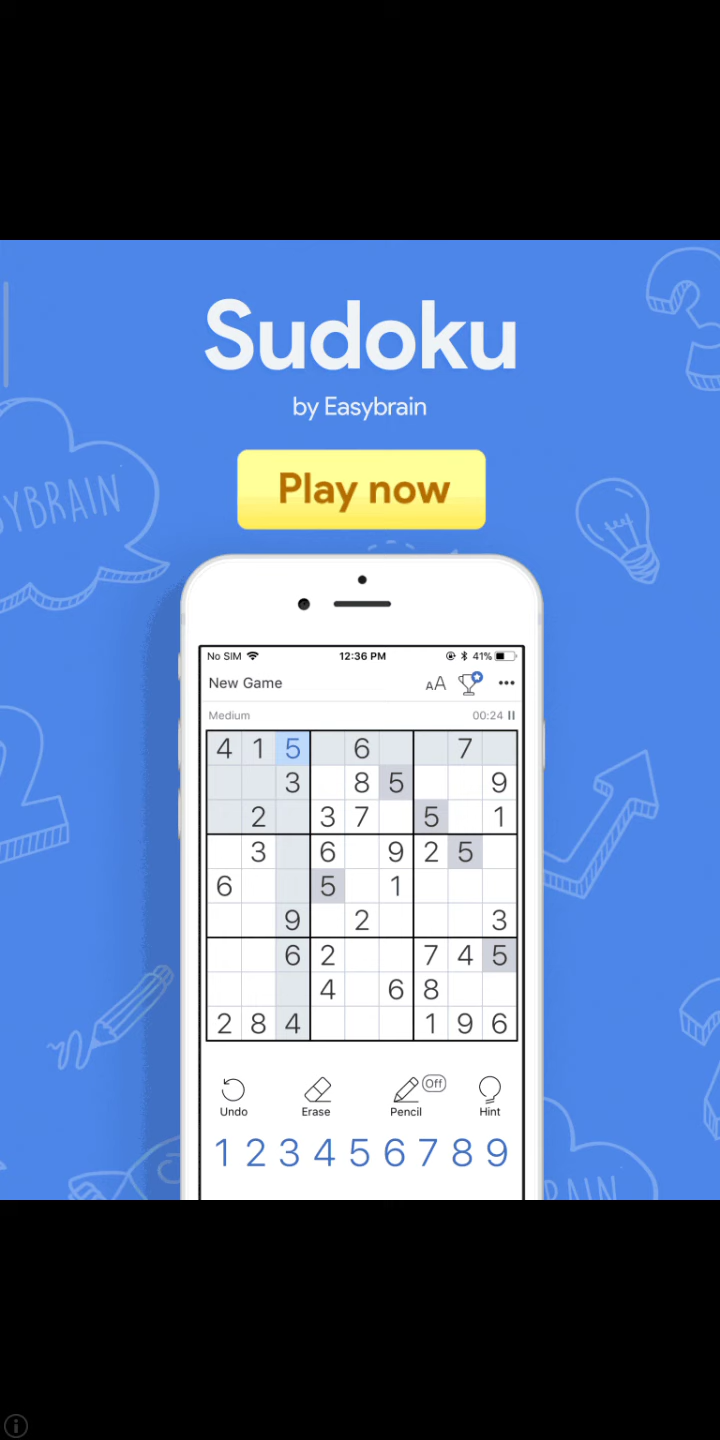 Sudoku
by Easybrain
Play now
YBRAIN
No SIM 12:36 PM 41%
New Game AA
Medium 00:24
4 1 5 6 7
3 8 5 9
2 3 7 5 1
3 6 9 2 5
6 5 1
9 2 3
6 2 7 4 5
4 6 8
2 8 4 1 9 6
Off
Undo Erase Pencil Hint
1 2 3 4 5 6 7 8 9
RAIN